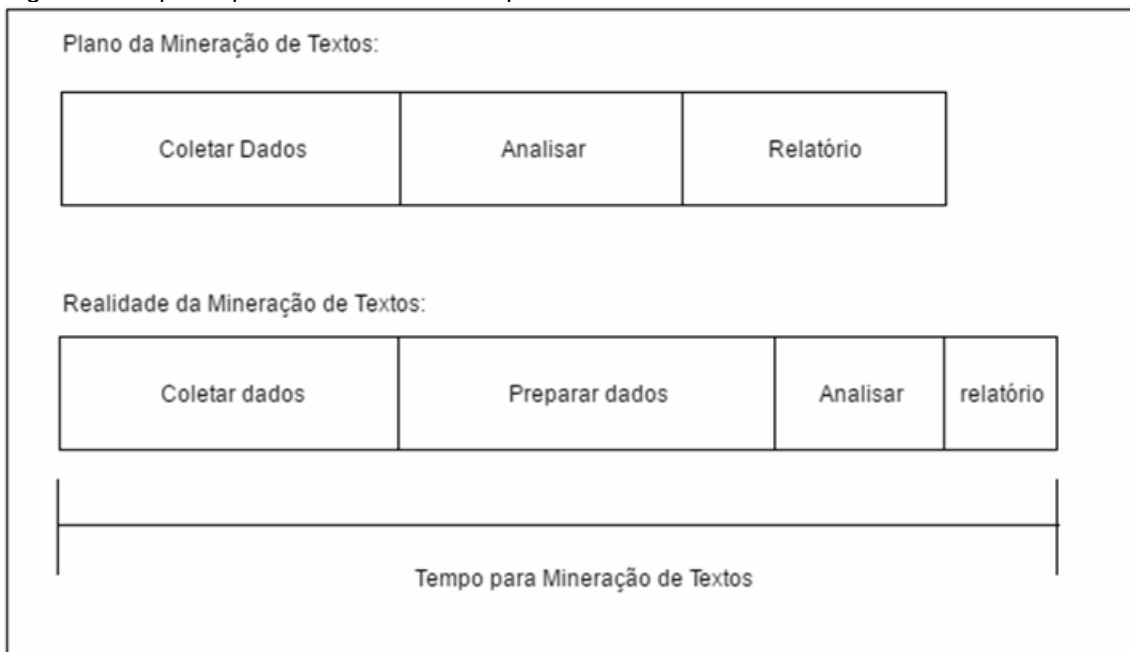 Plano da Mineração de Textos:
Coletar Dados
Analisar
Relatório
Realidade da Mineração de Textos:
Coletar dados
Preparar dados
Analisar
relatório
Tempo para Mineração de Textos